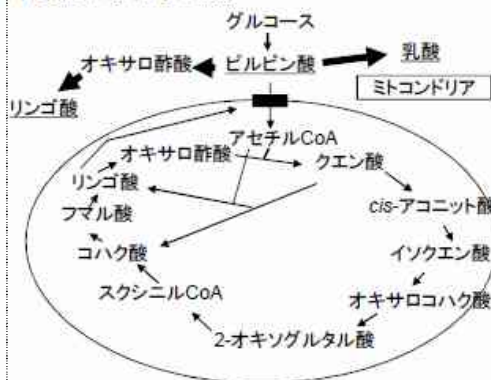 グルコース
オキサロ酢酸 ピルビン酸 乳酸
リンゴ酸 ミトコンドリア
アセチルCoA
オキサロ酢酸 クエン酸
リンゴ酸
フマル酸 cis-アコニット酸
コハク酸 イソクエン酸
スクシニルCoA オキサロコハク酸
2-オキソグルタル酸